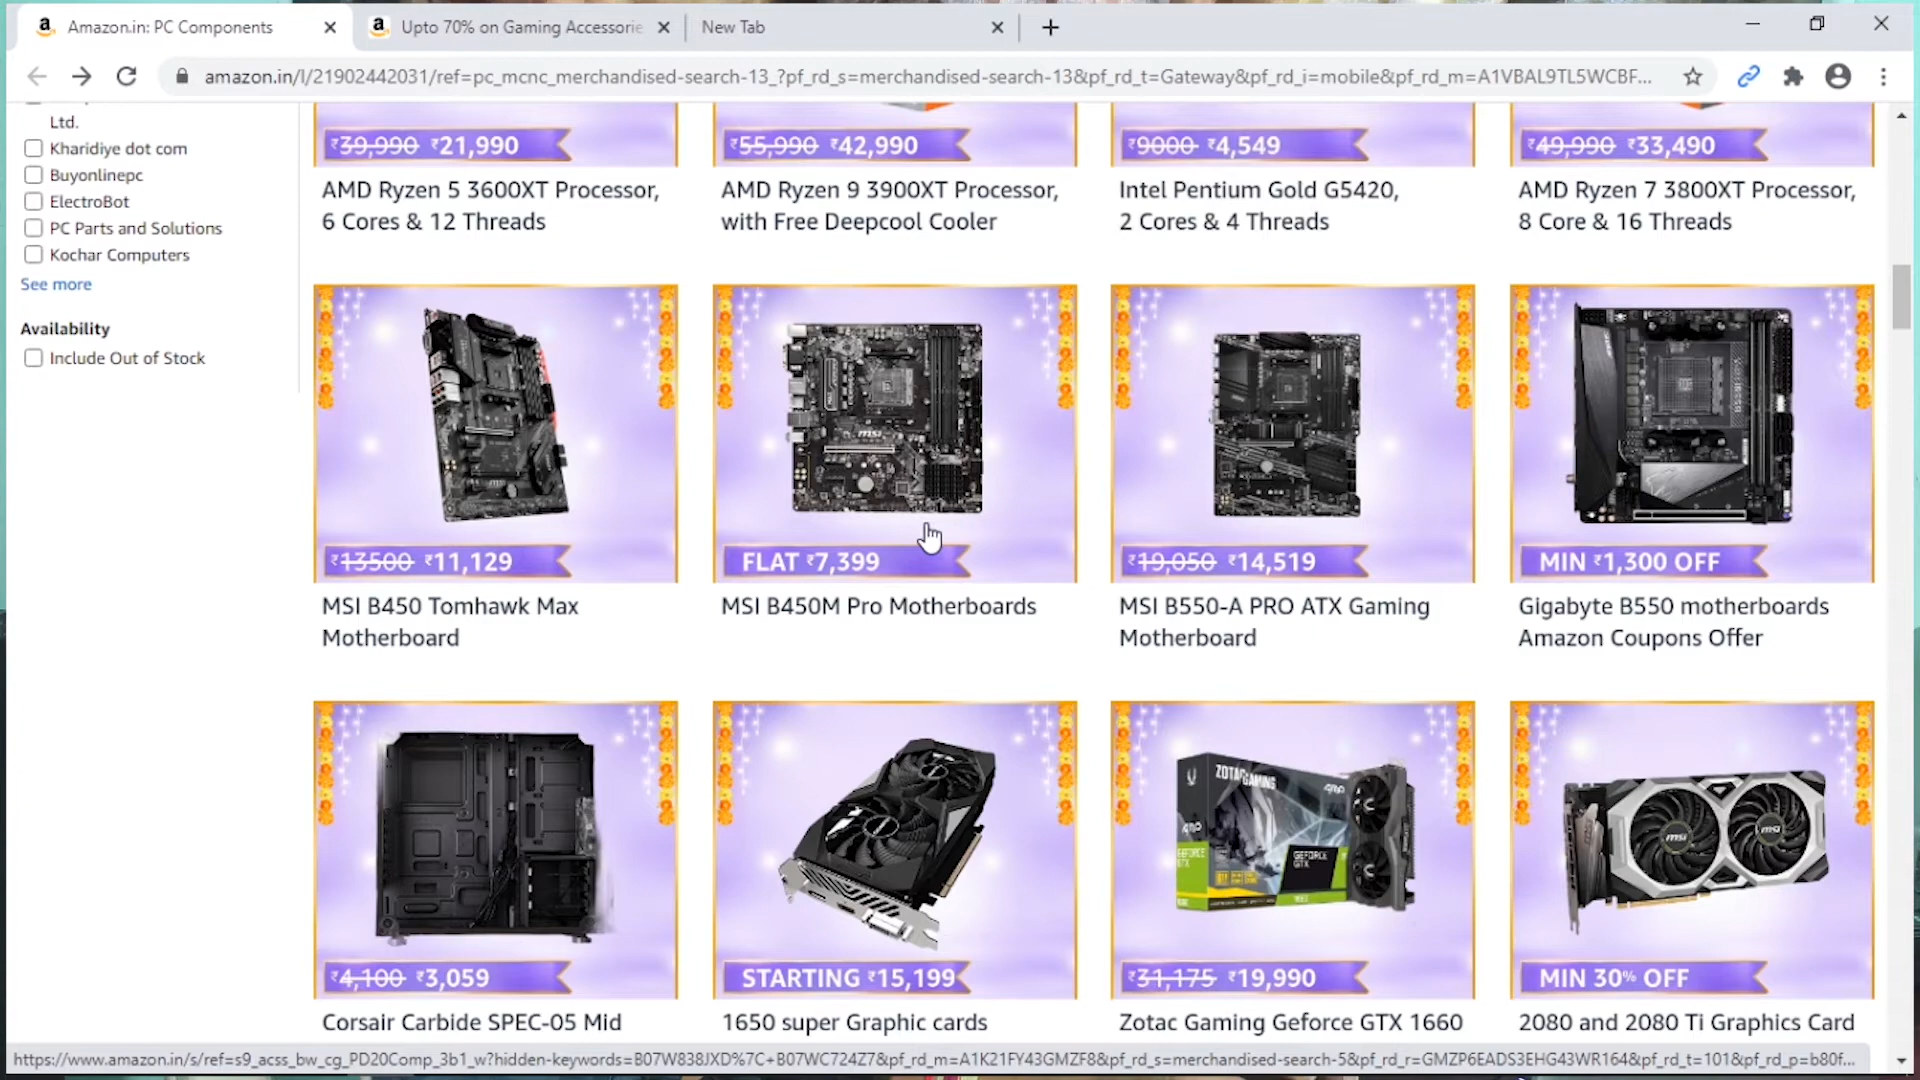 Amazon.in: PC Components
Upto 70% on Gaming Accessorie
New Tab
amazon.in/l/21902442031/ref=pc_mcnc_merchandised-search-13_?pf_rd_s=merchandised-search-13&pf_rd_t=Gateway&pf_rd_i=mobile&pf_rd_m=A1VBAL9TL5WCBF...
Ltd.
Kharidiye dot com
Buyonlinepc
ElectroBot
PC Parts and Solutions
Kochar Computers
See more
Availability
Include Out of Stock
₹39,990 ₹21,990
AMD Ryzen 5 3600XT Processor,
6 Cores & 12 Threads
₹55,990 ₹42,990
AMD Ryzen 9 3900XT Processor,
with Free Deepcool Cooler
₹9000 ₹4,549
Intel Pentium Gold G5420,
2 Cores & 4 Threads
₹49,990 ₹33,490
AMD Ryzen 7 3800XT Processor,
8 Core & 16 Threads
₹13500 ₹11,129
MSI B450 Tomhawk Max
Motherboard
msi
FLAT ₹7,399
MSI B450M Pro Motherboards
₹19,050 ₹14,519
MSI B550-A PRO ATX Gaming
Motherboard
MIN ₹1,300 OFF
Gigabyte B550 motherboards
Amazon Coupons Offer
₹4,100 ₹3,059
Corsair Carbide SPEC-05 Mid
STARTING ₹15,199
1650 super Graphic cards
ZOTAC GAMING
AMP
GEFORCE
GTX
₹31,175 ₹19,990
Zotac Gaming Geforce GTX 1660
msi
msi
MIN 30% OFF
2080 and 2080 Ti Graphics Card
https://www.amazon.in/s/ref=s9_acss_bw_cg_PD20Comp_3b1_w?hidden-keywords=B07W838JXD%7C+B07WC724Z7&pf_rd_m=A1K21FY43GMZF8&pf_rd_s=merchandised-search-5&pf_rd_r=GMZP6EADS3EHG43WR164&pf_rd_t=101&pf_rd_p=b80f...